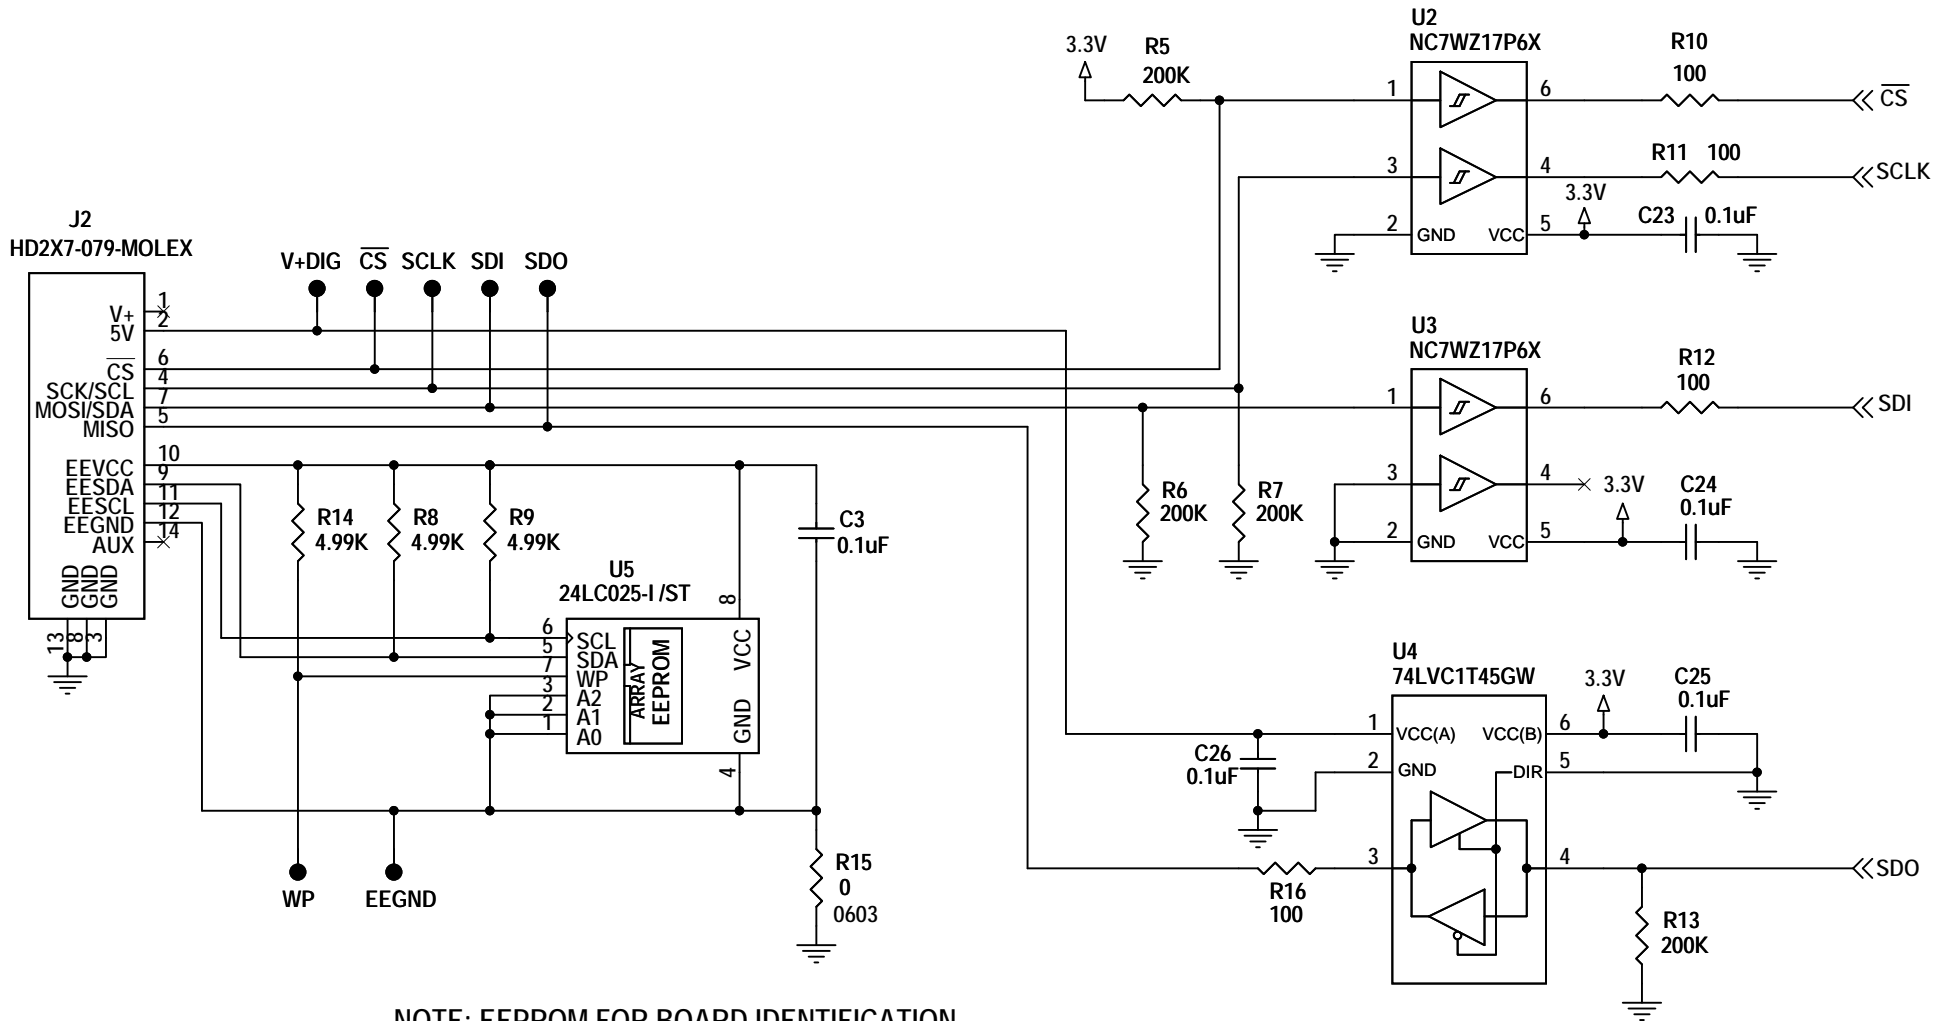 J2
HD2X7-079-MOLEX
V+
5V
CS
SCK/SCL
MOSI/SDA
MISO
EEVCC
EESDA
EESCL
EEGND
AUX
GND
GND
GND
1
2
6
4
7
5
10
9
11
12
14
13
8
3
V+DIG
CS
SCLK
SDI
SDO
R14
4.99K
R8
4.99K
R9
4.99K
C3
0.1uF
U5
24LC025-I /ST
6
5
7
3
2
1
SCL
SDA
WP
A2
A1
A0
ARRAY
EEPROM
VCC
GND
8
4
WP
EEGND
R15
0
0603
3.3V
R5
200K
U2
NC7WZ17P6X
1
3
2
GND
VCC
6
4
5
R10
100
CS
R11 100
SCLK
3.3V
C23 0.1uF
U3
NC7WZ17P6X
1
3
2
GND
VCC
6
4
5
R12
100
SDI
3.3V
C24
0.1uF
R6
200K
R7
200K
U4
74LVC1T45GW
1
2
3
VCC(A)
GND
VCC(B)
DIR
6
5
4
3.3V
C25
0.1uF
C26
0.1uF
R16
100
SDO
R13
200K
NOTE: EEPROM FOR BOARD IDENTIFICATION